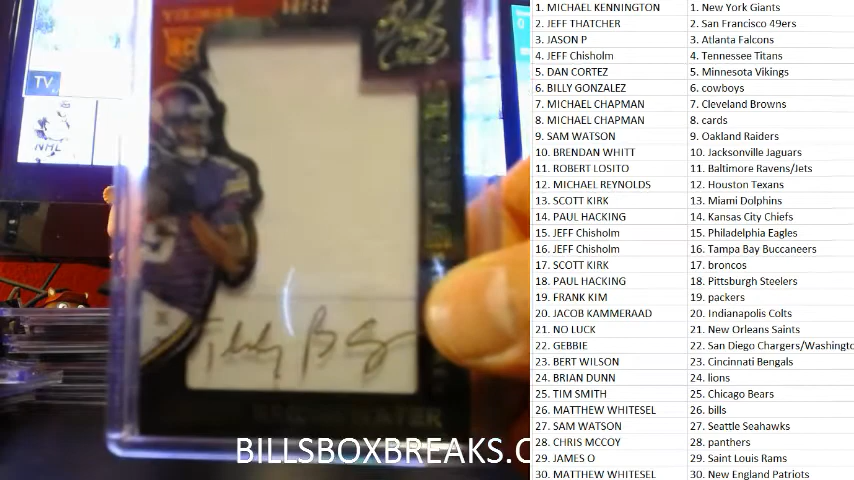 VIKINGS
RC
TV
NHL
BILLSBOXBREAKS.C
1. MICHAEL KENNINGTON 1. New York Giants
2. JEFF THATCHER 2. San Francisco 49ers
3. JASON P 3. Atlanta Falcons
4. JEFF Chisholm 4. Tennessee Titans
5. DAN CORTEZ 5. Minnesota Vikings
6. BILLY GONZALEZ 6. cowboys
7. MICHAEL CHAPMAN 7. Cleveland Browns
8. MICHAEL CHAPMAN 8. cards
9. SAM WATSON 9. Oakland Raiders
10. BRENDAN WHITT 10. Jacksonville Jaguars
11. ROBERT LOSITO 11. Baltimore Ravens/Jets
12. MICHAEL REYNOLDS 12. Houston Texans
13. SCOTT KIRK 13. Miami Dolphins
14. PAUL HACKING 14. Kansas City Chiefs
15. JEFF Chisholm 15. Philadelphia Eagles
16. JEFF Chisholm 16. Tampa Bay Buccaneers
17. SCOTT KIRK 17. broncos
18. PAUL HACKING 18. Pittsburgh Steelers
19. FRANK KIM 19. packers
20. JACOB KAMMERAAD 20. Indianapolis Colts
21. NO LUCK 21. New Orleans Saints
22. GEBBIE 22. San Diego Chargers/Washingto
23. BERT WILSON 23. Cincinnati Bengals
24. BRIAN DUNN 24. lions
25. TIM SMITH 25. Chicago Bears
26. MATTHEW WHITESEL 26. bills
27. SAM WATSON 27. Seattle Seahawks
28. CHRIS MCCOY 28. panthers
29. JAMES O 29. Saint Louis Rams
30. MATTHEW WHITESEL 30. New England Patriots